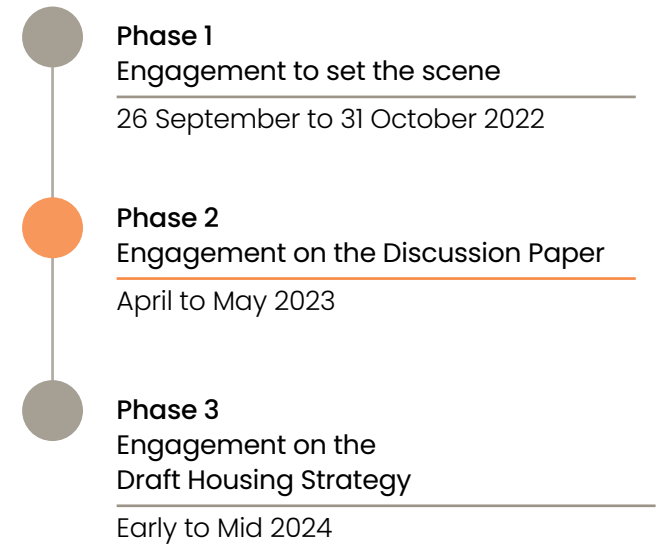 Phase 1
Engagement to set the scene
26 September to 31 October 2022
Phase 2
Engagement on the Discussion Paper
April to May 2023
Phase 3
Engagement on the
Draft Housing Strategy
Early to Mid 2024